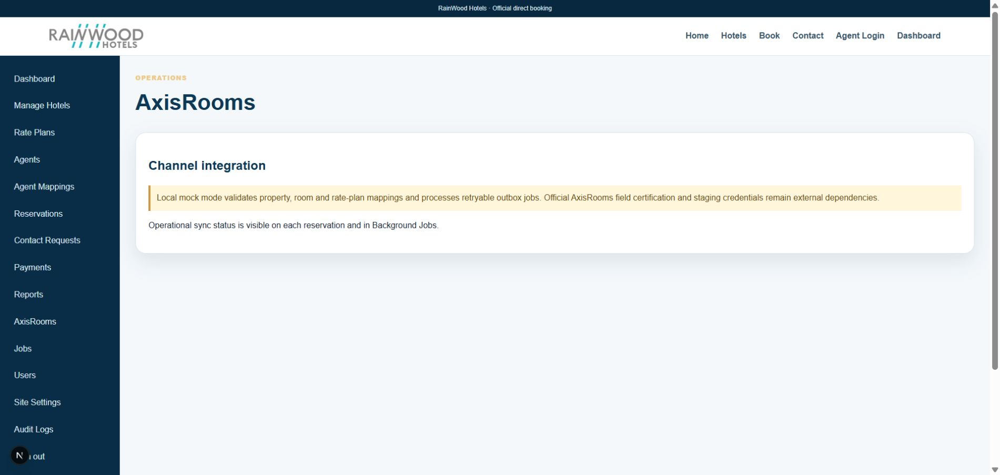 RainWood Hotels · Official direct booking
RAINWOOD
HOTELS
Home Hotels Book Contact Agent Login Dashboard
Dashboard
Manage Hotels
Rate Plans
Agents
Agent Mappings
Reservations
Contact Requests
Payments
Reports
AxisRooms
Jobs
Users
Site Settings
Audit Logs
N out
OPERATIONS
AxisRooms
Channel integration
Local mock mode validates property, room and rate-plan mappings and processes retryable outbox jobs. Official AxisRooms field certification and staging credentials remain external dependencies.
Operational sync status is visible on each reservation and in Background Jobs.